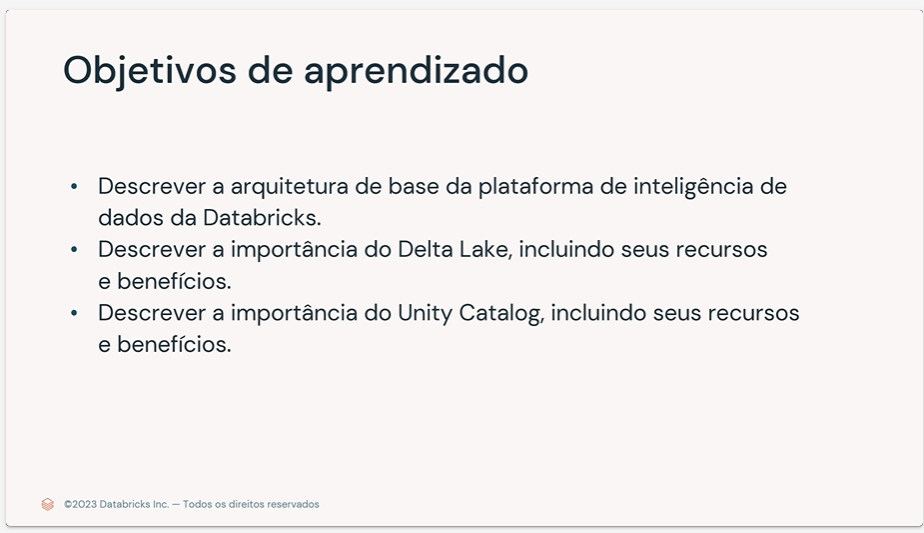 Objetivos de aprendizado
• Descrever a arquitetura de base da plataforma de inteligência de
dados da Databricks.
• Descrever a importância do Delta Lake, incluindo seus recursos
e benefícios.
• Descrever a importância do Unity Catalog, incluindo seus recursos
e benefícios.
©2023 Databricks Inc. — Todos os direitos reservados